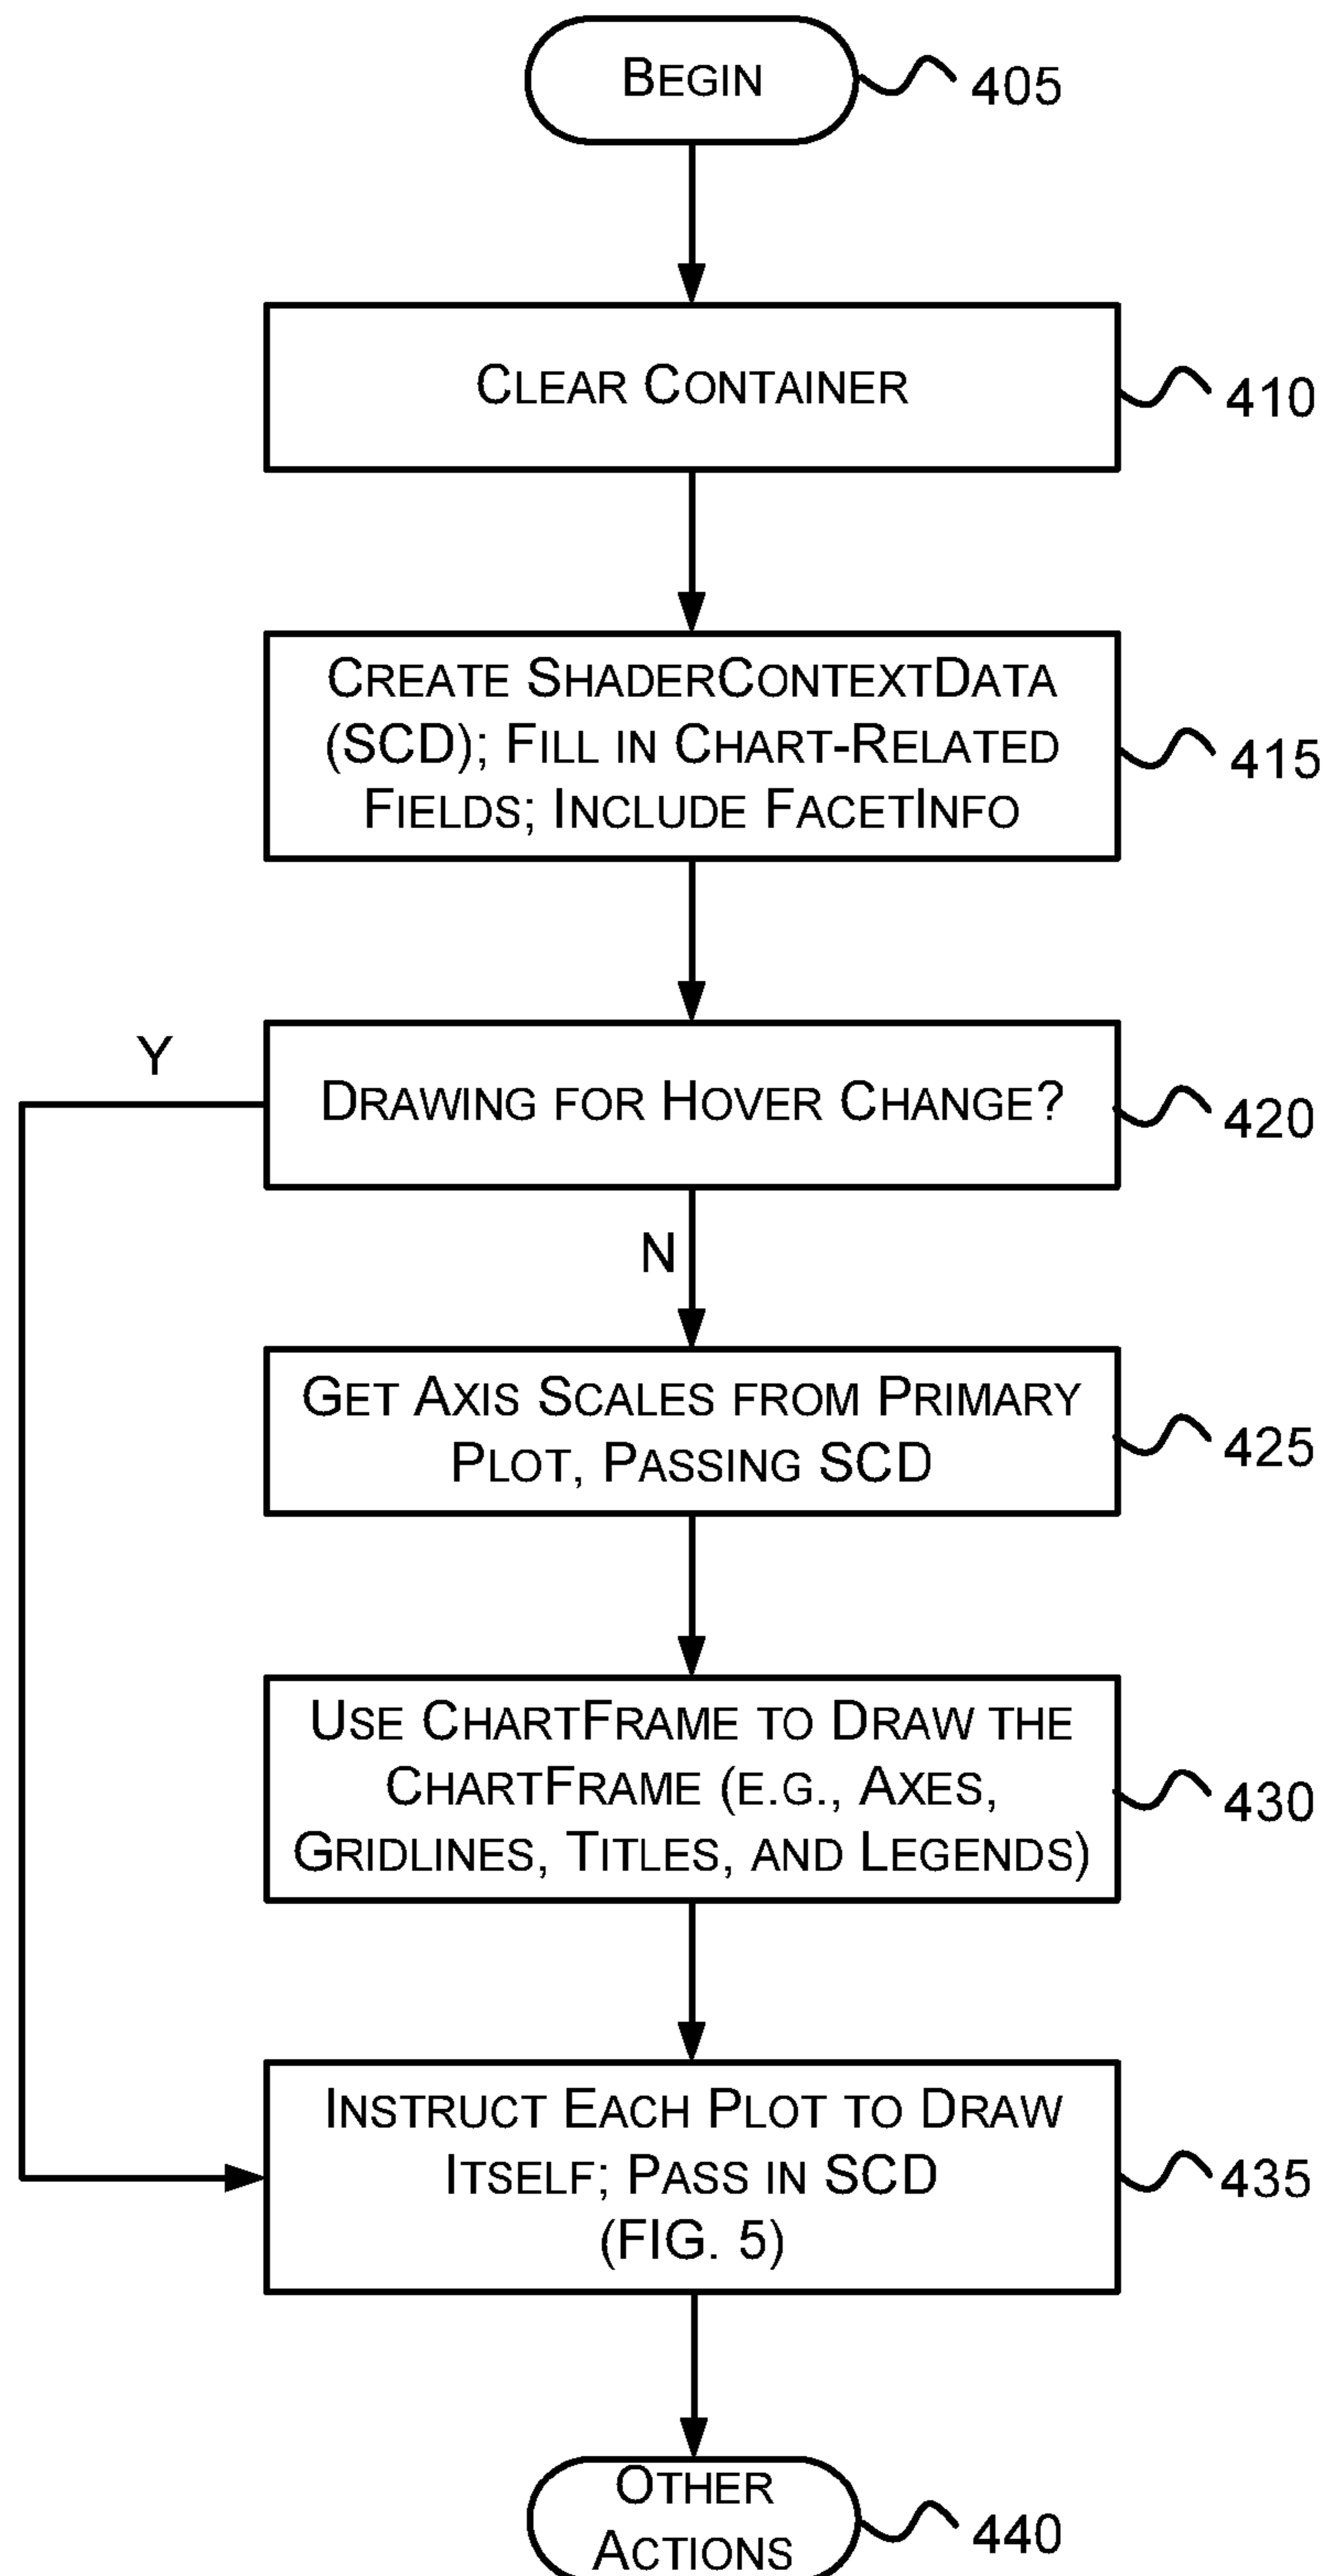 BEGIN
405
CLEAR CONTAINER
410
CREATE SHADERCONTEXTDATA
(SCD); FILL IN CHART-RELATED
FIELDS; INCLUDE FACETINFO
415
Y
DRAWING FOR HOVER CHANGE?
420
N
GET AXIS SCALES FROM PRIMARY
PLOT, PASSING SCD
425
USE CHARTFRAME TO DRAW THE
CHARTFRAME (E.G., AXES,
GRIDLINES, TITLES, AND LEGENDS)
430
INSTRUCT EACH PLOT TO DRAW
ITSELF; PASS IN SCD
(FIG. 5)
435
OTHER
ACTIONS
440